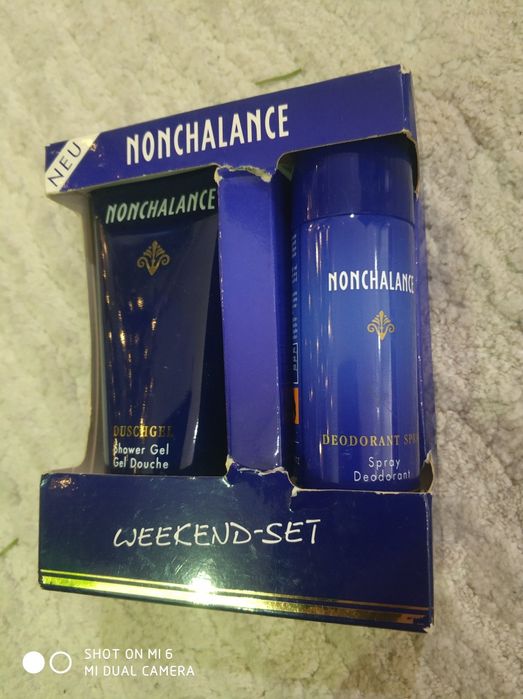 NEU
NONCHALANCE
NONCHALANCE
DUSCHGEL
Shower Gel
Gel Douche
NONCHALANCE
DEODORANT
Spray
Deodorant
WEEKEND-SET
SHOT ON MI 6
MI DUAL CAMERA